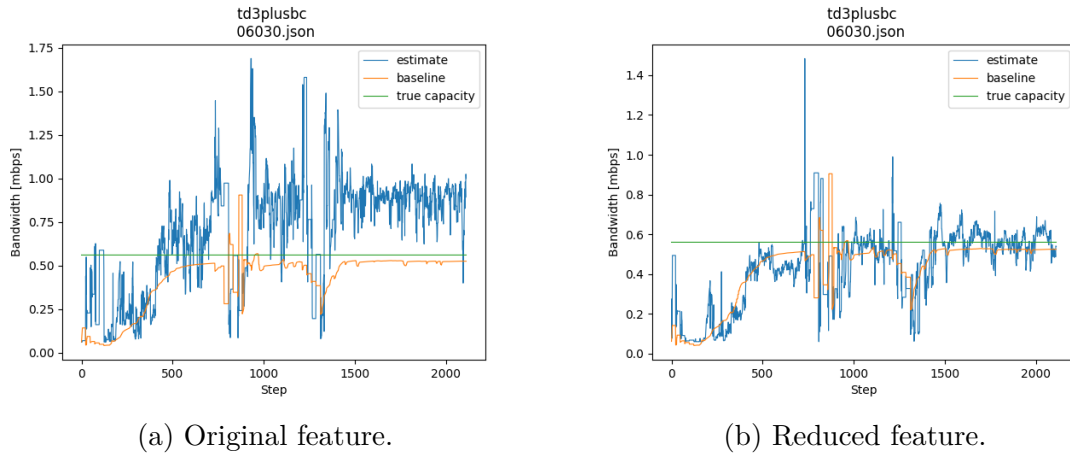 td3plusbc
06030.json
1.75
1.50
1.25
1.00
0.75
0.50
0.25
0.00
Bandwidth [mbps]
estimate
baseline
true capacity
0
500
1000
1500
2000
Step
(a) Original feature.
td3plusbc
06030.json
1.4
1.2
1.0
0.8
0.6
0.4
0.2
0.0
Bandwidth [mbps]
estimate
baseline
true capacity
0
500
1000
1500
2000
Step
(b) Reduced feature.